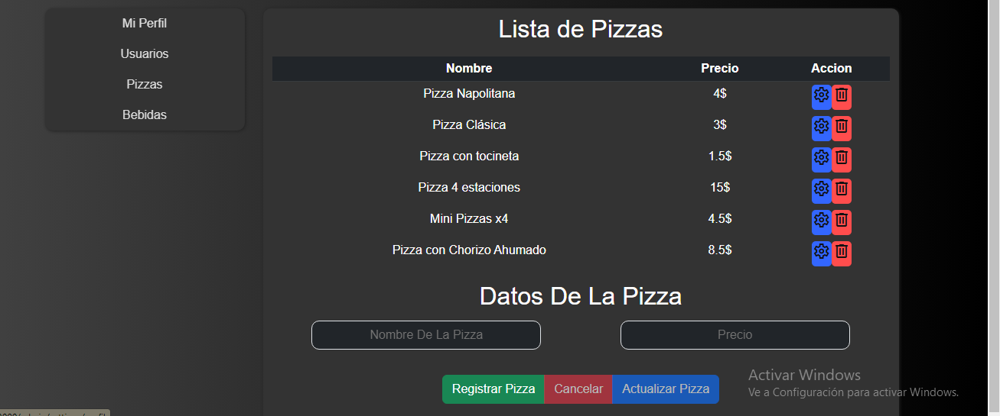 Mi Perfil
Usuarios
Pizzas
Bebidas
Lista de Pizzas
Nombre Precio Accion
Pizza Napolitana 4$
Pizza Clásica 3$
Pizza con tocineta 1.5$
Pizza 4 estaciones 15$
Mini Pizzas x4 4.5$
Pizza con Chorizo Ahumado 8.5$
Datos De La Pizza
Nombre De La Pizza Precio
Registrar Pizza Cancelar Actualizar Pizza
Activar Windows
Ve a Configuración para activar Windows.